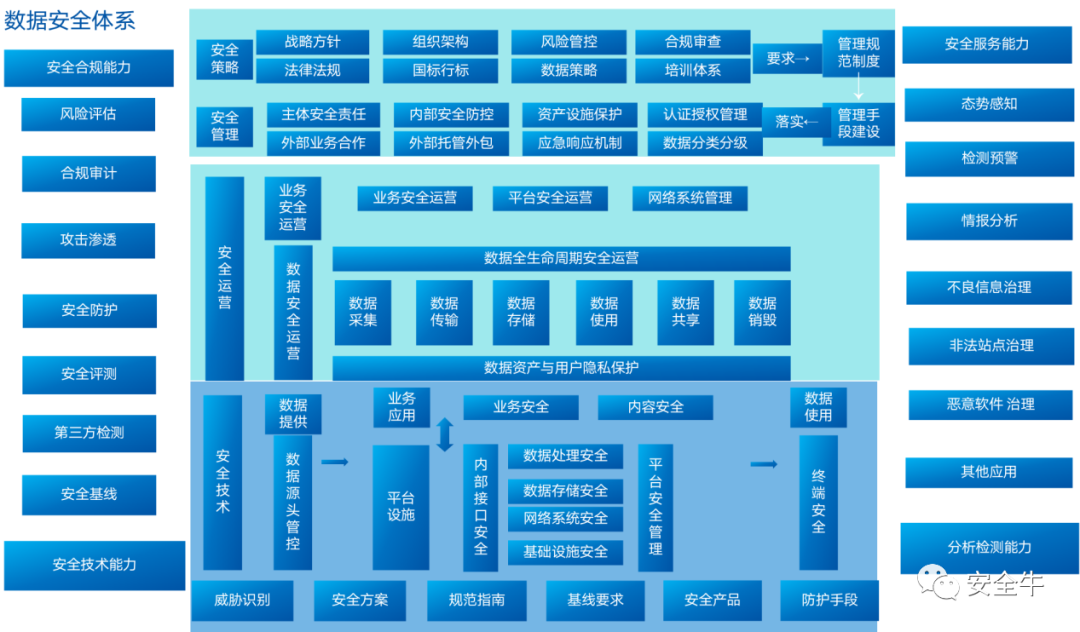 数据安全体系
安全合规能力
风险评估
合规审计
攻击渗透
安全防护
安全评测
第三方检测
安全基线
安全技术能力
安全
策略
战略方针
组织架构
风险管控
合规审查
法律法规
国标行标
数据策略
培训体系
要求→
管理规
范制度
安全
管理
主体安全责任
内部安全防控
资产设施保护
认证授权管理
外部业务合作
外部托管外包
应急响应机制
数据分类分级
落实←
管理手
段建设
安全运营
业务
安全
运营
业务安全运营
平台安全运营
网络系统管理
数据安全运营
数据全生命周期安全运营
数据
采集
数据
传输
数据
存储
数据
使用
数据
共享
数据
销毁
数据资产与用户隐私保护
安全技术
数据
提供
数据源头管控
业务
应用
业务安全
内容安全
平台
设施
内部接口安全
数据处理安全
数据存储安全
网络系统安全
基础设施安全
平台安全管理
数据
使用
终端安全
威胁识别
安全方案
规范指南
基线要求
安全产品
防护手段
安全服务能力
态势感知
检测预警
情报分析
不良信息治理
非法站点治理
恶意软件 治理
其他应用
分析检测能力
安全牛